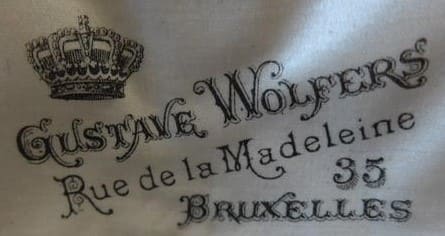 GUSTAVE WOLFERS
Rue de la Madeleine
35
BRUXELLES